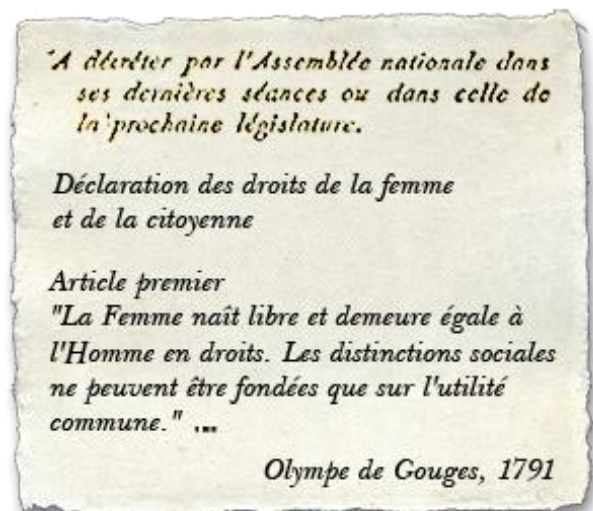 A décréter par l'Assemblée nationale dans
ses dernières séances ou dans celle de
la prochaine législature.
Déclaration des droits de la femme
et de la citoyenne
Article premier
"La Femme naît libre et demeure égale à
l'Homme en droits. Les distinctions sociales
ne peuvent être fondées que sur l'utilité
commune." ...
Olympe de Gouges, 1791